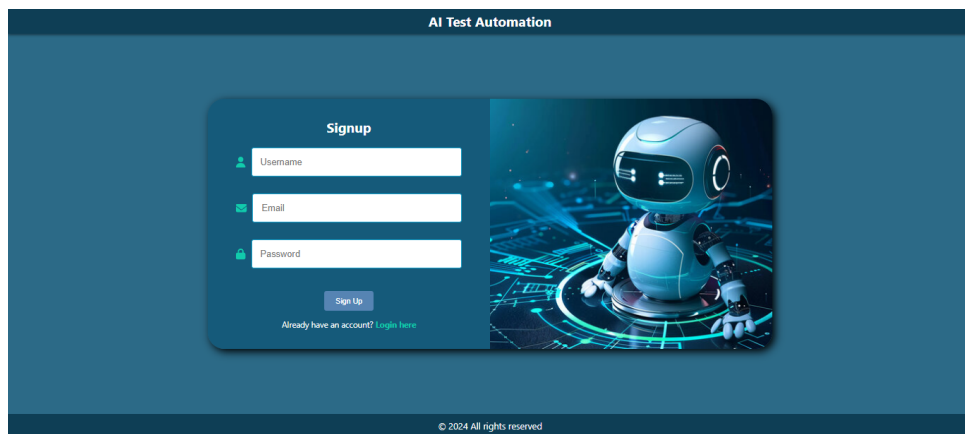 AI Test Automation
Signup
Username
Email
Password
Sign Up
Already have an account? Login here
© 2024 All rights reserved